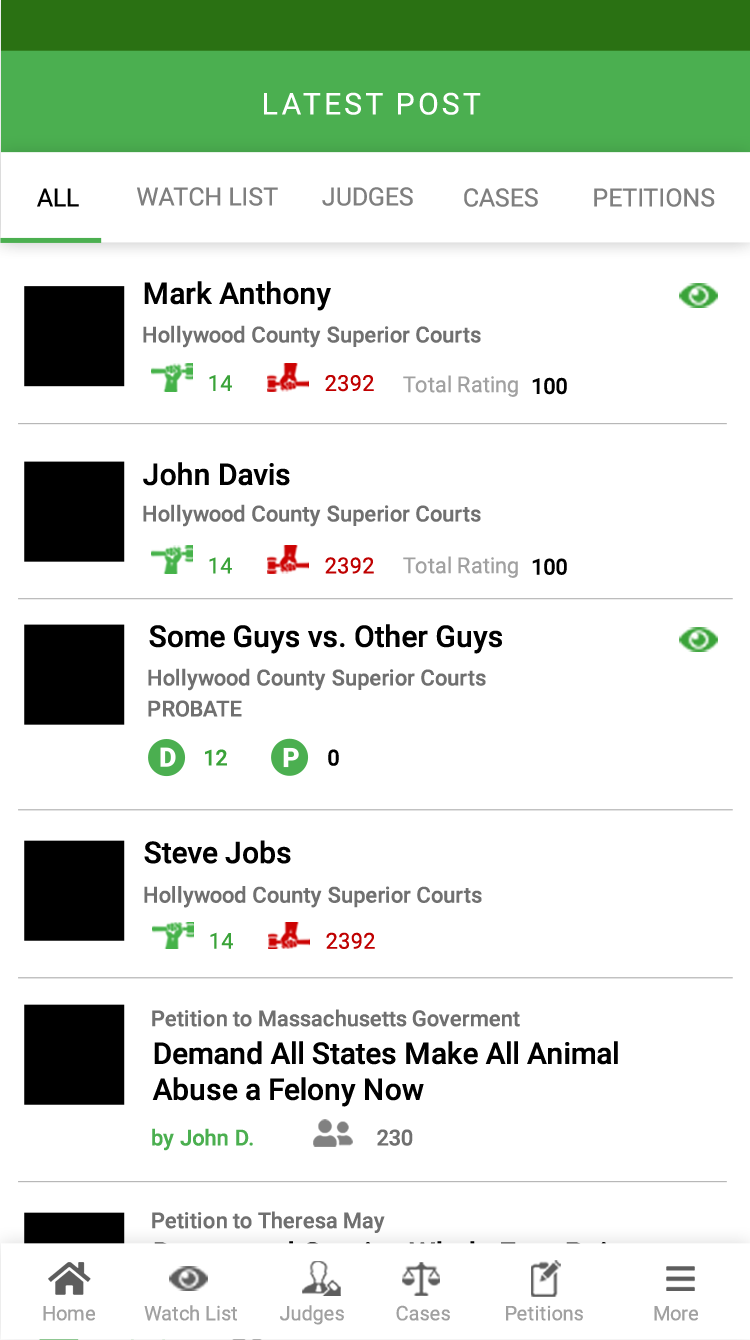 LATEST POST
ALL WATCH LIST JUDGES CASES PETITIONS
Mark Anthony
Hollywood County Superior Courts
14 2392 Total Rating 100
John Davis
Hollywood County Superior Courts
14 2392 Total Rating 100
Some Guys vs. Other Guys
Hollywood County Superior Courts
PROBATE
D 12 P 0
Steve Jobs
Hollywood County Superior Courts
14 2392
Petition to Massachusetts Goverment
Demand All States Make All Animal
Abuse a Felony Now
by John D. 230
Petition to Theresa May
Home Watch List Judges Cases Petitions More